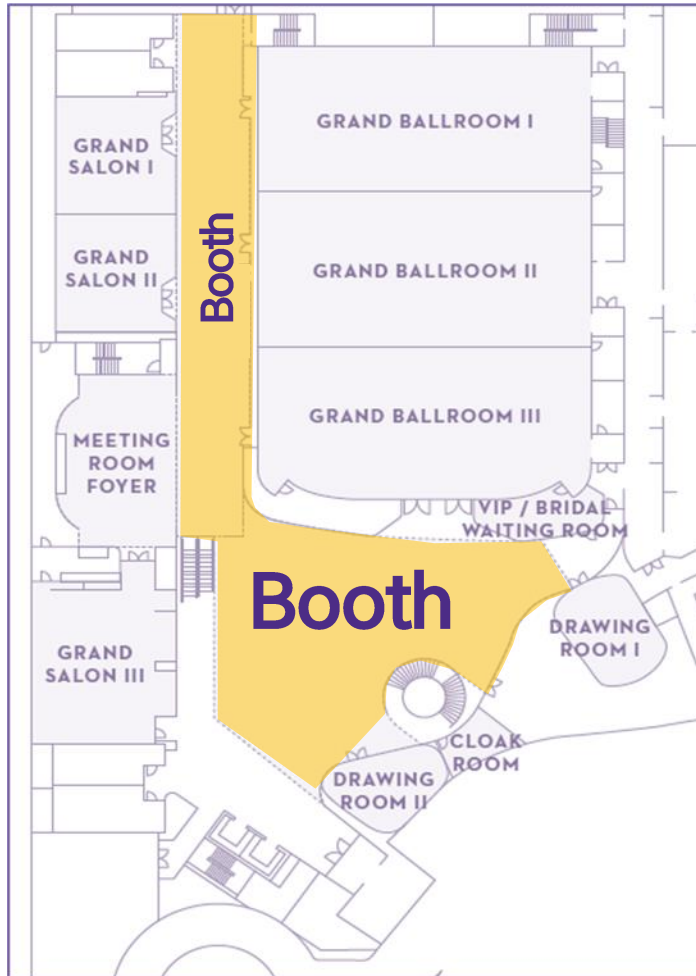 GRAND
SALON I
GRAND BALLROOM I
GRAND
SALON II
Booth
GRAND BALLROOM II
GRAND BALLROOM III
MEETING
ROOM
FOYER
VIP / BRIDAL
WAITING ROOM
Booth
DRAWING
ROOM I
GRAND
SALON III
CLOAK
ROOM
DRAWING
ROOM II